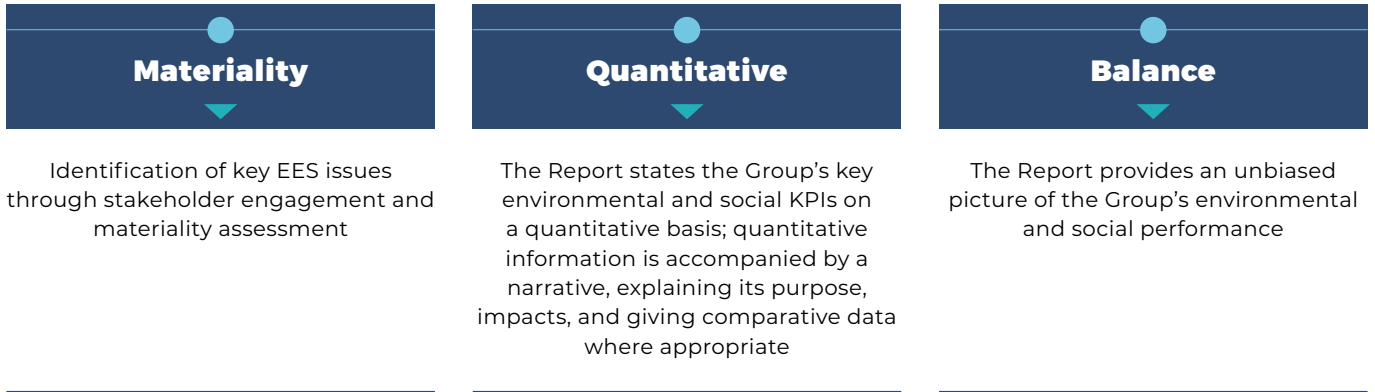 Materiality
Identification of key EES issues
through stakeholder engagement and
materiality assessment
Quantitative
The Report states the Group's key
environmental and social KPIs on
a quantitative basis; quantitative
information is accompanied by a
narrative, explaining its purpose,
impacts, and giving comparative data
where appropriate
Balance
The Report provides an unbiased
picture of the Group's environmental
and social performance